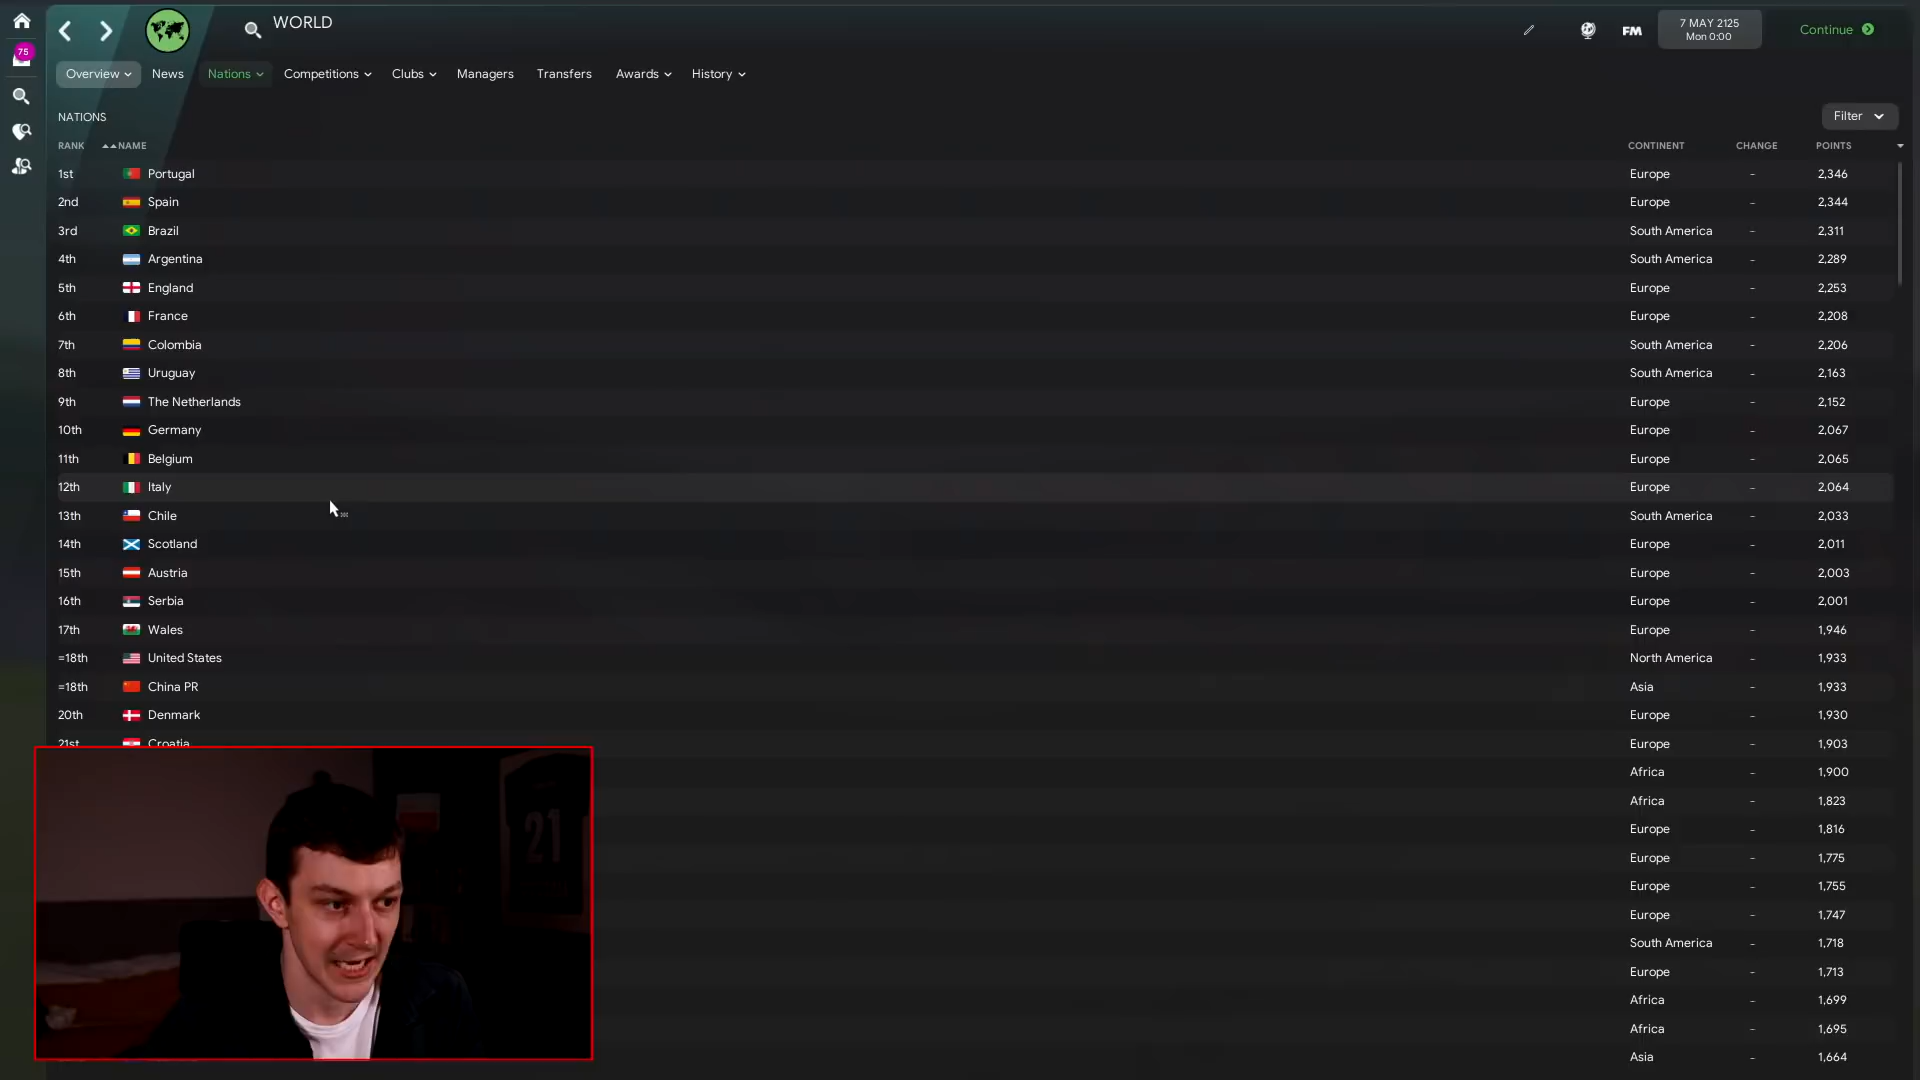 WORLD
FM
7 MAY 2125
Mon 0:00
Continue
75
Overview News Nations Competitions Clubs Managers Transfers Awards History
NATIONS
Filter
RANK NAME CONTINENT CHANGE POINTS
1st Portugal Europe - 2,346
2nd Spain Europe - 2,344
3rd Brazil South America - 2,311
4th Argentina South America - 2,289
5th England Europe - 2,253
6th France Europe - 2,208
7th Colombia South America - 2,206
8th Uruguay South America - 2,163
9th The Netherlands Europe - 2,152
10th Germany Europe - 2,067
11th Belgium Europe - 2,065
12th Italy Europe - 2,064
13th Chile South America - 2,033
14th Scotland Europe - 2,011
15th Austria Europe - 2,003
16th Serbia Europe - 2,001
17th Wales Europe - 1,946
=18th United States North America - 1,933
=18th China PR Asia - 1,933
20th Denmark Europe - 1,930
21st Croatia Europe - 1,903
Africa - 1,900
Africa - 1,823
Europe - 1,816
Europe - 1,775
Europe - 1,755
Europe - 1,747
South America - 1,718
Europe - 1,713
Africa - 1,699
Africa - 1,695
Asia - 1,664
21